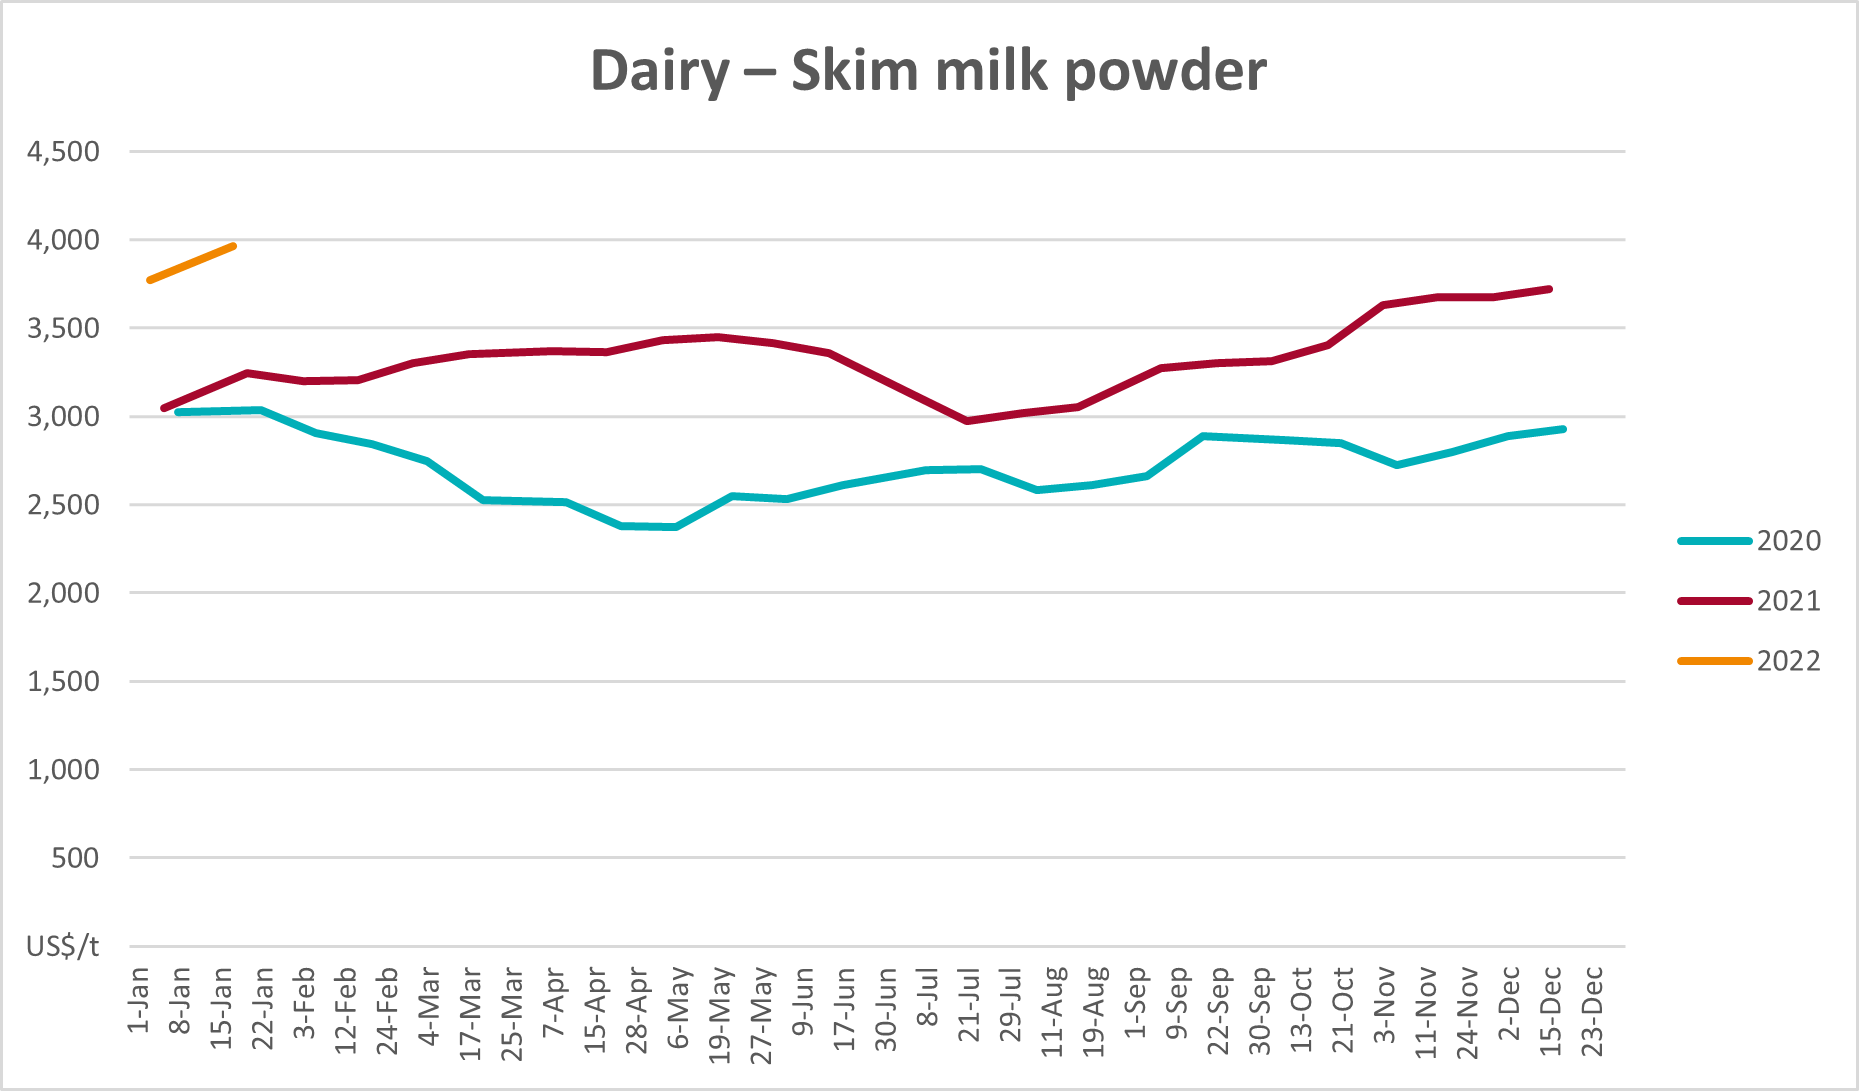 Dairy – Skim milk powder
4,500
4,000
3,500
3,000
2,500
2,000
1,500
1,000
500
US$/t
1-Jan
8-Jan
15-Jan
22-Jan
3-Feb
12-Feb
24-Feb
4-Mar
17-Mar
25-Mar
7-Apr
15-Apr
28-Apr
6-May
19-May
27-May
9-Jun
17-Jun
30-Jun
8-Jul
21-Jul
29-Jul
11-Aug
19-Aug
1-Sep
9-Sep
22-Sep
30-Sep
13-Oct
21-Oct
3-Nov
11-Nov
24-Nov
2-Dec
15-Dec
23-Dec
2020
2021
2022